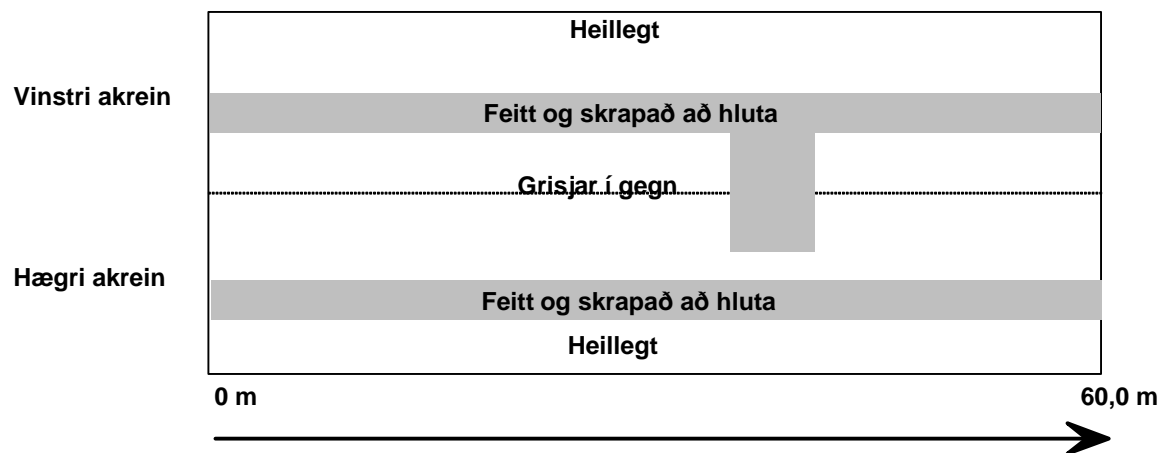 Heillegt
Vinstri akrein
Feitt og skrapað að hluta
Grisjar í gegn
Hægri akrein
Feitt og skrapað að hluta
Heillegt
0 m
60,0 m